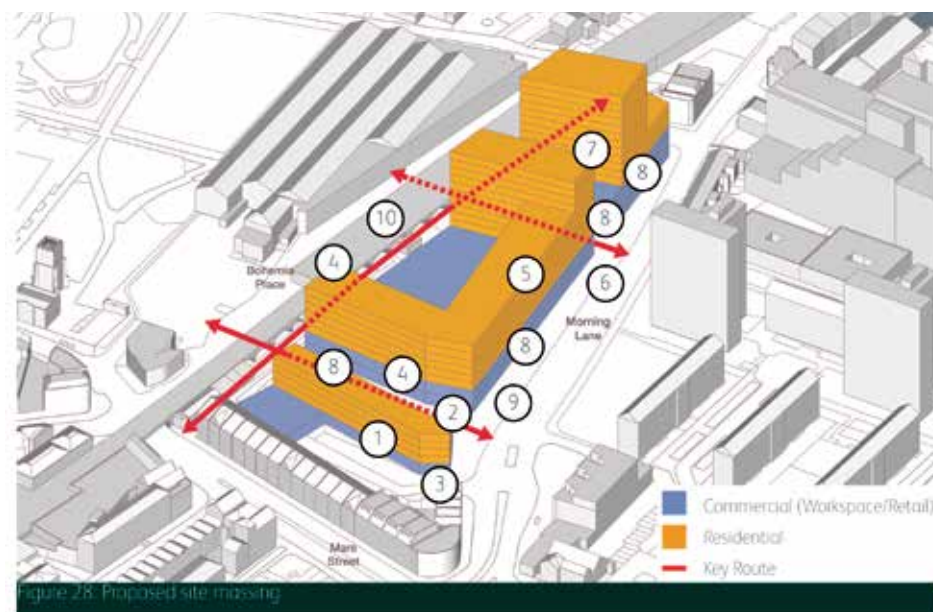 7
8
8
10
Bohemia
Place
4
5
6
Morning
Lane
8
8
4
2
9
1
3
Mare
Street
Commercial (Workspace/Retail)
Residential
Key Route
Figure 28: Proposed site massing